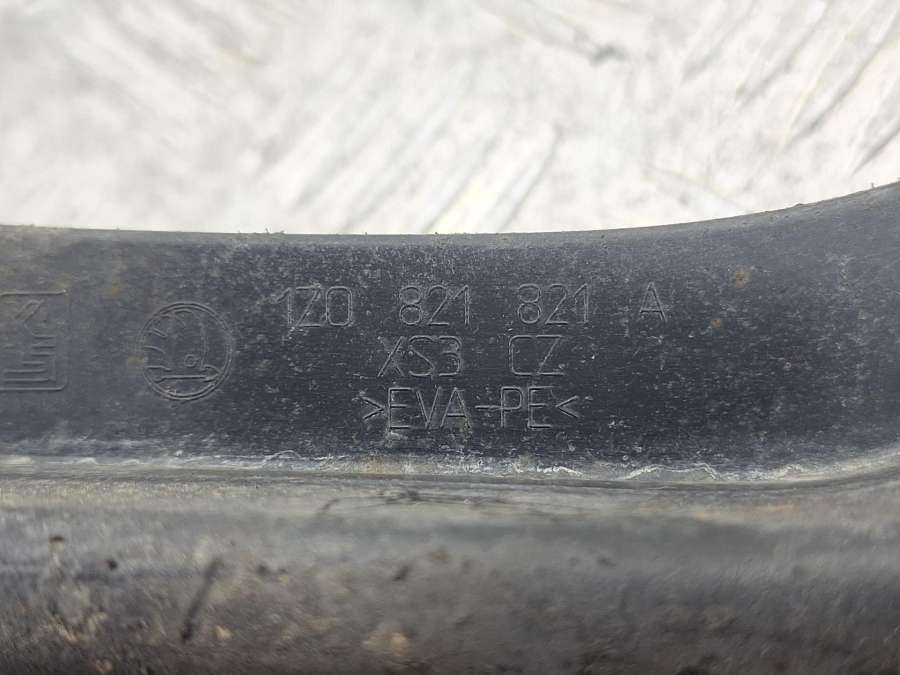 1Z0 821 821 A
XS3 CZ
>EVA-PE<